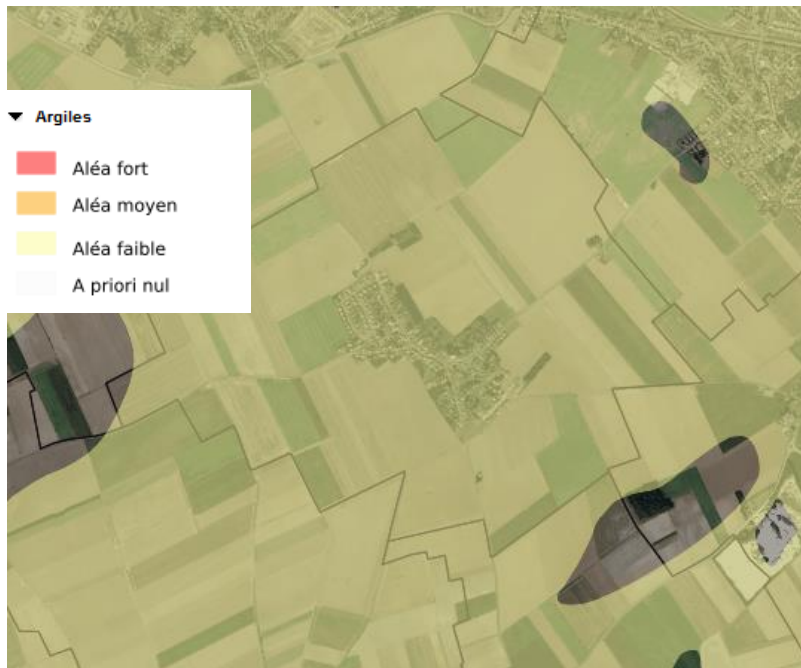 Argiles
Aléa fort
Aléa moyen
Aléa faible
A priori nul